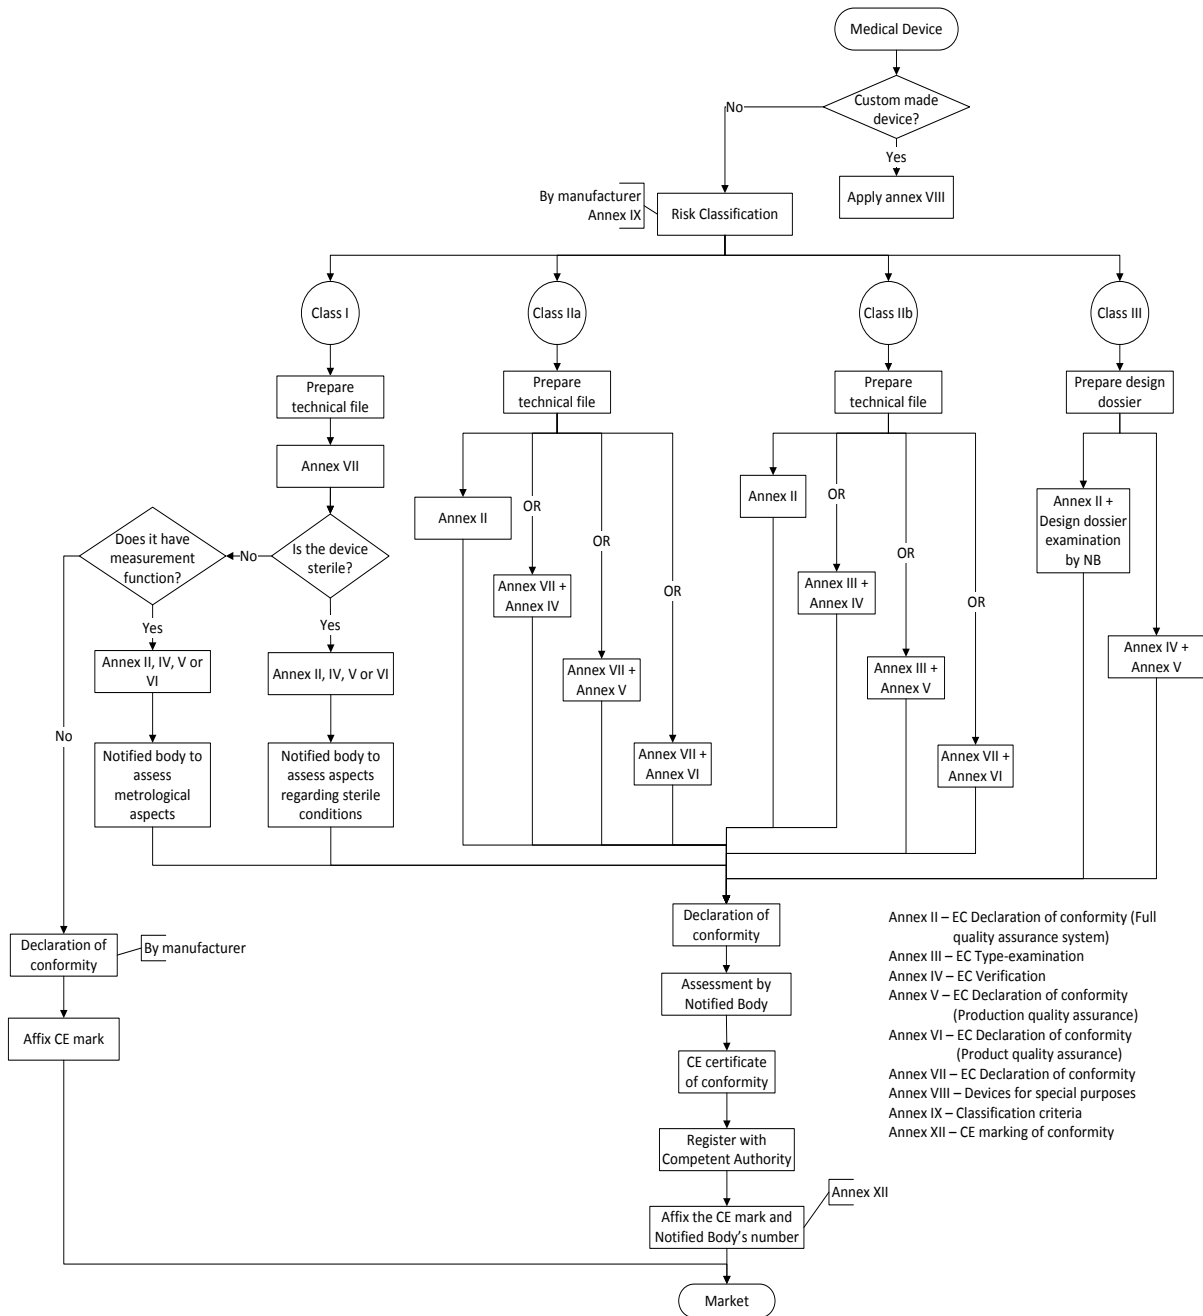 Medical Device
Custom made
device?
No
Yes
Apply annex VIII
By manufacturer
Annex IX
Risk Classification
Class I
Class IIa
Class IIb
Class III
Prepare
technical file
Prepare
technical file
Prepare
technical file
Prepare design
dossier
Annex VII
Annex II
OR
OR
OR
Annex VII +
Annex IV
Annex VII +
Annex V
Annex VII +
Annex VI
Annex II
OR
OR
OR
Annex III +
Annex IV
Annex III +
Annex V
Annex VII +
Annex VI
Annex II +
Design dossier
examination
by NB
Annex IV +
Annex V
Is the device
sterile?
No
Does it have
measurement
function?
Yes
Yes
Annex II, IV, V or
VI
Annex II, IV, V or VI
No
Notified body to
assess
metrological
aspects
Notified body to
assess aspects
regarding sterile
conditions
Declaration of
conformity
By manufacturer
Affix CE mark
Declaration of
conformity
Assessment by
Notified Body
CE certificate
of conformity
Register with
Competent Authority
Annex XII
Affix the CE mark and
Notified Body's number
Market
Annex II – EC Declaration of conformity (Full
quality assurance system)
Annex III – EC Type-examination
Annex IV – EC Verification
Annex V – EC Declaration of conformity
(Production quality assurance)
Annex VI – EC Declaration of conformity
(Product quality assurance)
Annex VII – EC Declaration of conformity
Annex VIII – Devices for special purposes
Annex IX – Classification criteria
Annex XII – CE marking of conformity